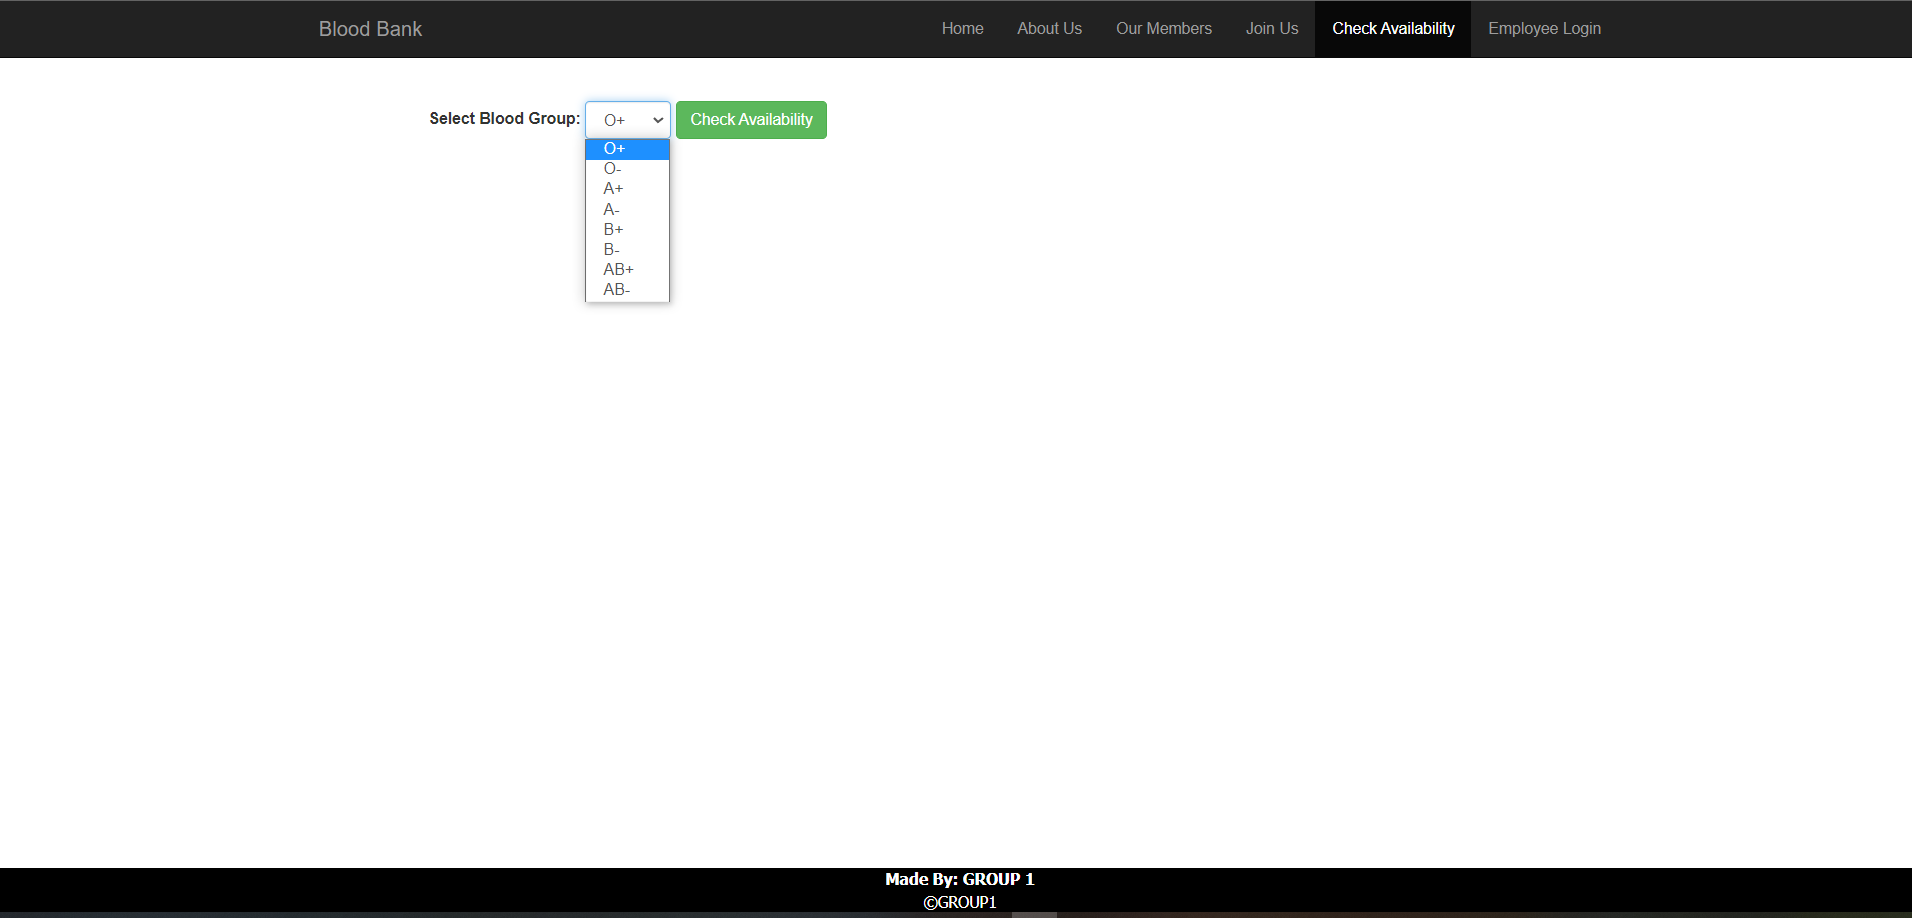 Blood Bank Home About Us Our Members Join Us Check Availability Employee Login
Select Blood Group: O+ Check Availability
O+
O-
A+
A-
B+
B-
AB+
AB-
Made By: GROUP 1
©GROUP1